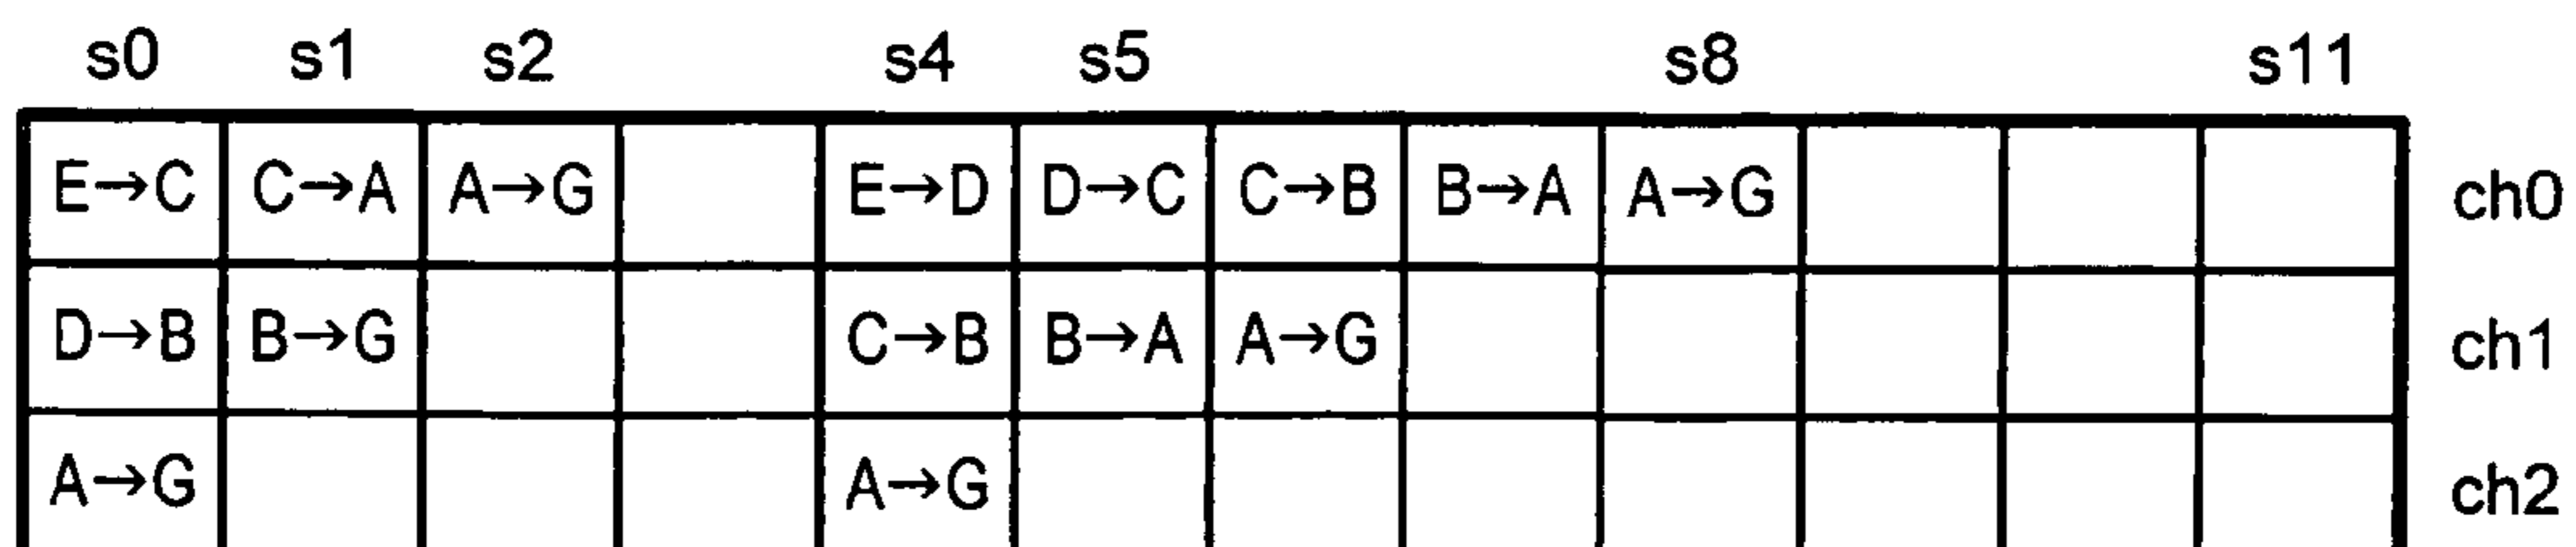 s0 s1 s2 s4 s5 s8 s11
E→C C→A A→G E→D D→C C→B B→A A→G ch0
D→B B→G C→B B→A A→G ch1
A→G A→G ch2